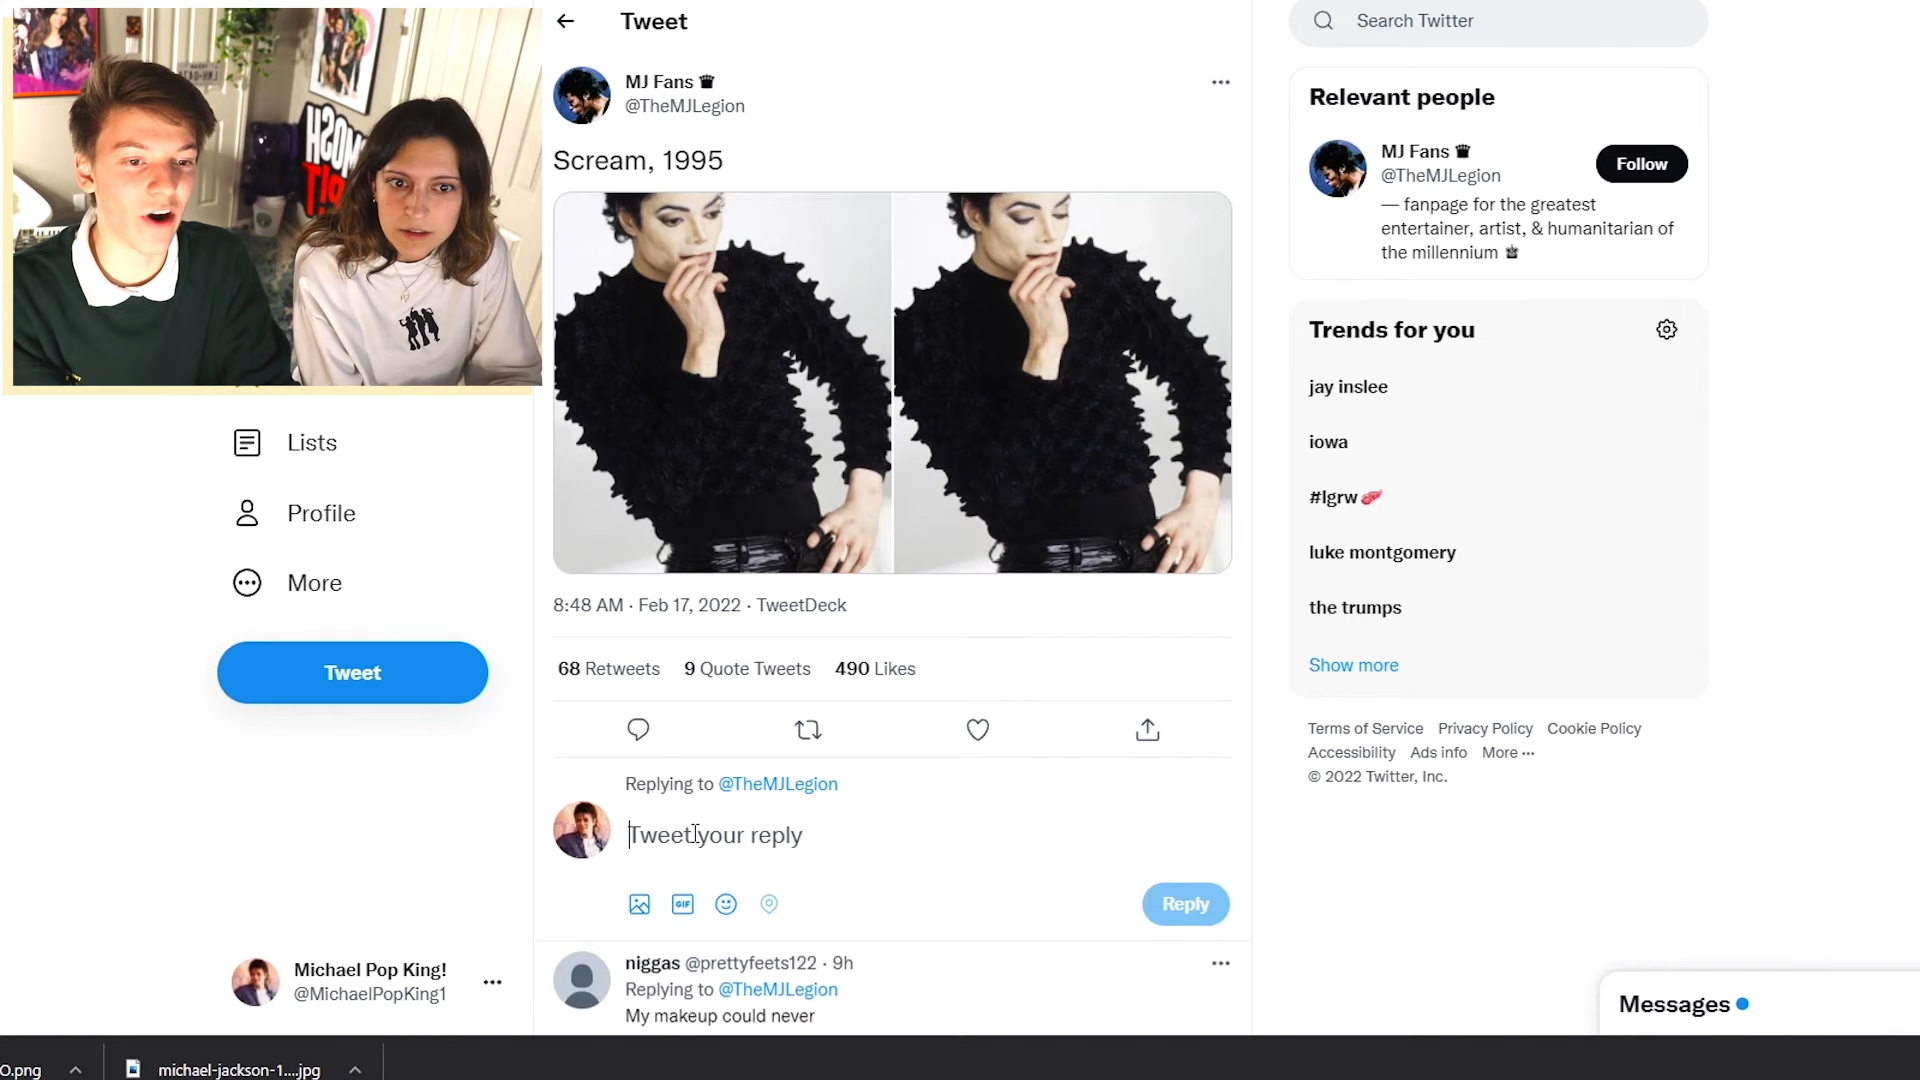 Tweet
Search Twitter
MJ Fans
@TheMJLegion
Scream, 1995
SMOSH
PIT
Lists
Profile
More
Tweet
8:48 AM · Feb 17, 2022 · TweetDeck
68 Retweets 9 Quote Tweets 490 Likes
Replying to @TheMJLegion
Tweet your reply
GIF
Reply
niggas @prettyfeets122 · 9h
Replying to @TheMJLegion
My makeup could never
Michael Pop King!
@MichaelPopKing1
Relevant people
MJ Fans
@TheMJLegion
Follow
— fanpage for the greatest
entertainer, artist, & humanitarian of
the millennium
Trends for you
jay inslee
iowa
#lgrw
luke montgomery
the trumps
Show more
Terms of Service Privacy Policy Cookie Policy
Accessibility Ads info More ···
© 2022 Twitter, Inc.
Messages
O.png
michael-jackson-1....jpg